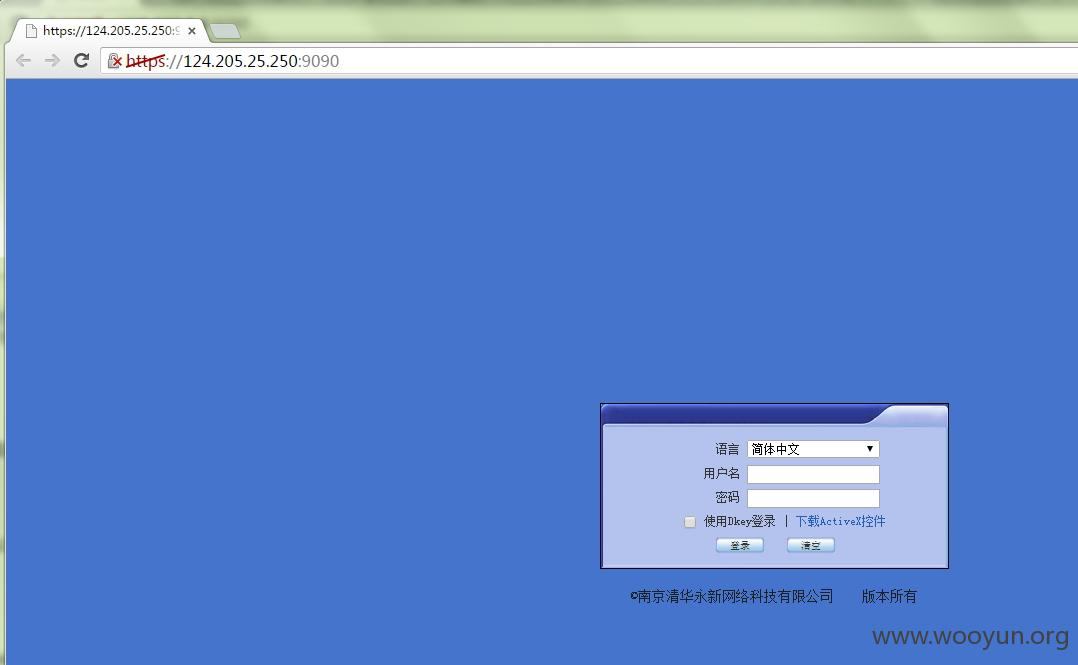 https://124.205.25.250:9
https://124.205.25.250:9090
语言 简体中文
用户名
密码
使用Dkey登录 | 下载ActiveX控件
登录 清空
©南京清华永新网络科技有限公司 版本所有
www.wooyun.org